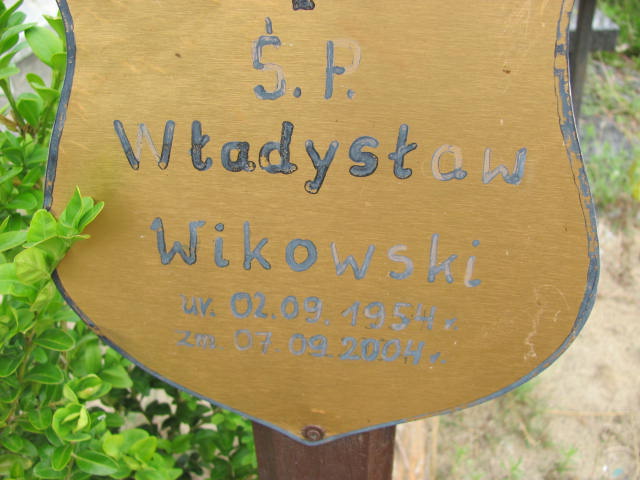 Ś.P.
Władysław
Wikowski
ur. 02.09.1954 r.
zm. 07.09.2004 r.